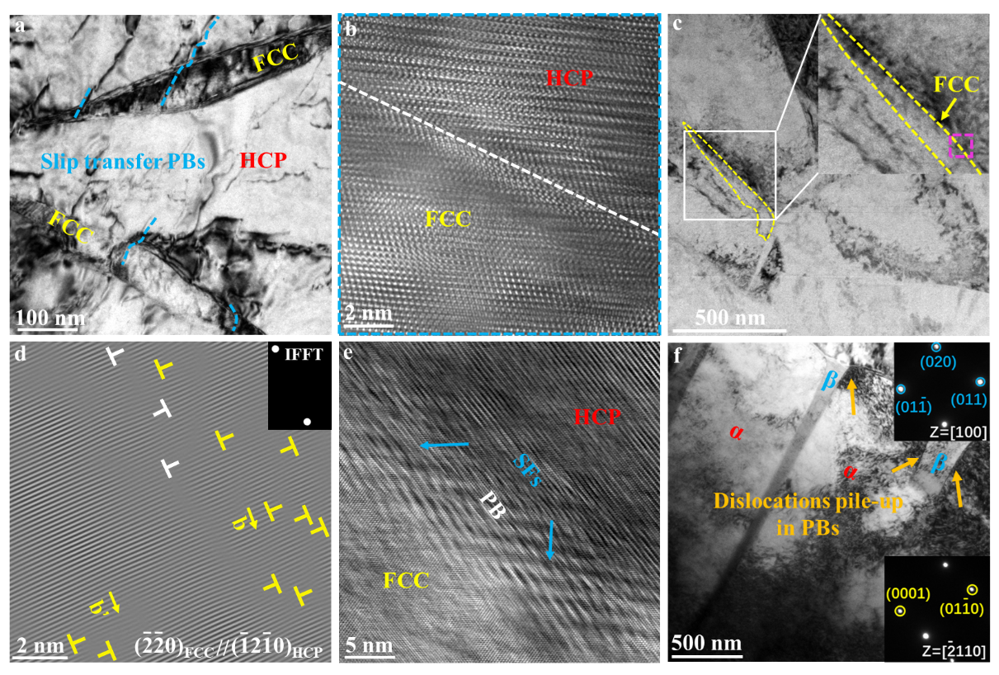 a
FCC
Slip transfer PBs
HCP
FCC
100 nm
b
HCP
FCC
2 nm
c
FCC
500 nm
d
IFFT
b
b’
2 nm
(2̄2̄0)FCC//(1̄21̄0)HCP
e
HCP
SFs
PB
FCC
5 nm
f
β
(020)
(011̄)
(011)
Z=[100]
α
α
β
Dislocations pile-up
in PBs
(0001)
(011̄0)
500 nm
Z=[2̄110]